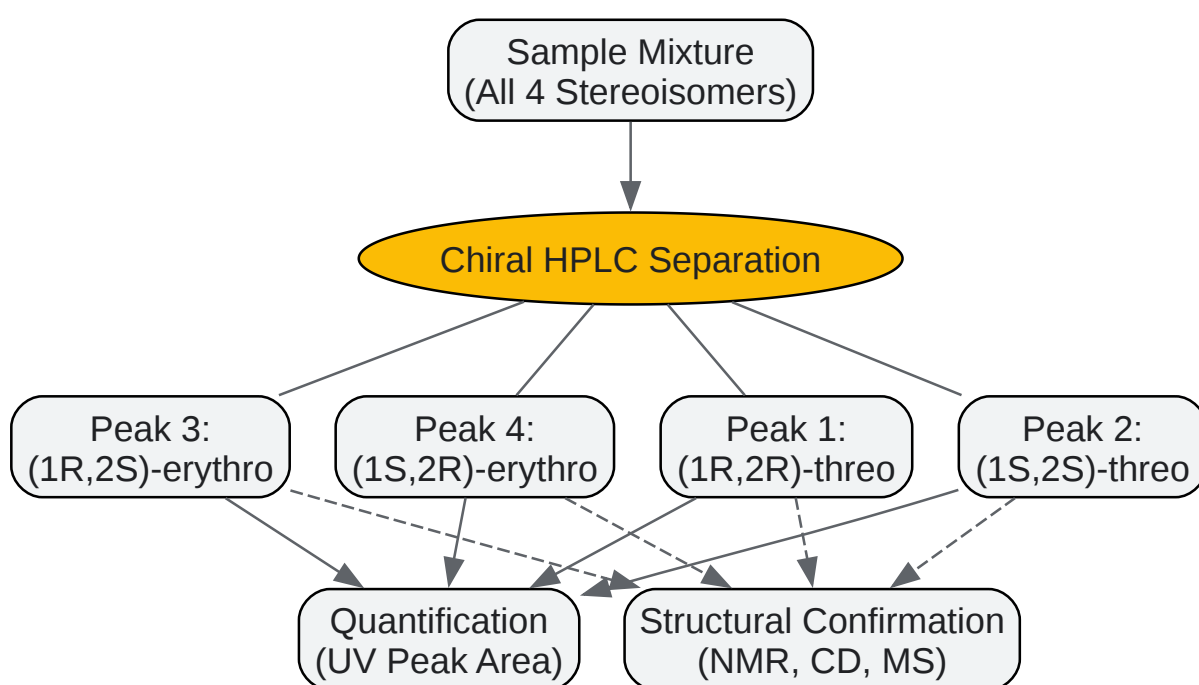 Sample Mixture
(All 4 Stereoisomers)
Chiral HPLC Separation
Peak 3:
(1R,2S)-erythro
Peak 4:
(1S,2R)-erythro
Peak 1:
(1R,2R)-threo
Peak 2:
(1S,2S)-threo
Quantification
(UV Peak Area)
Structural Confirmation
(NMR, CD, MS)